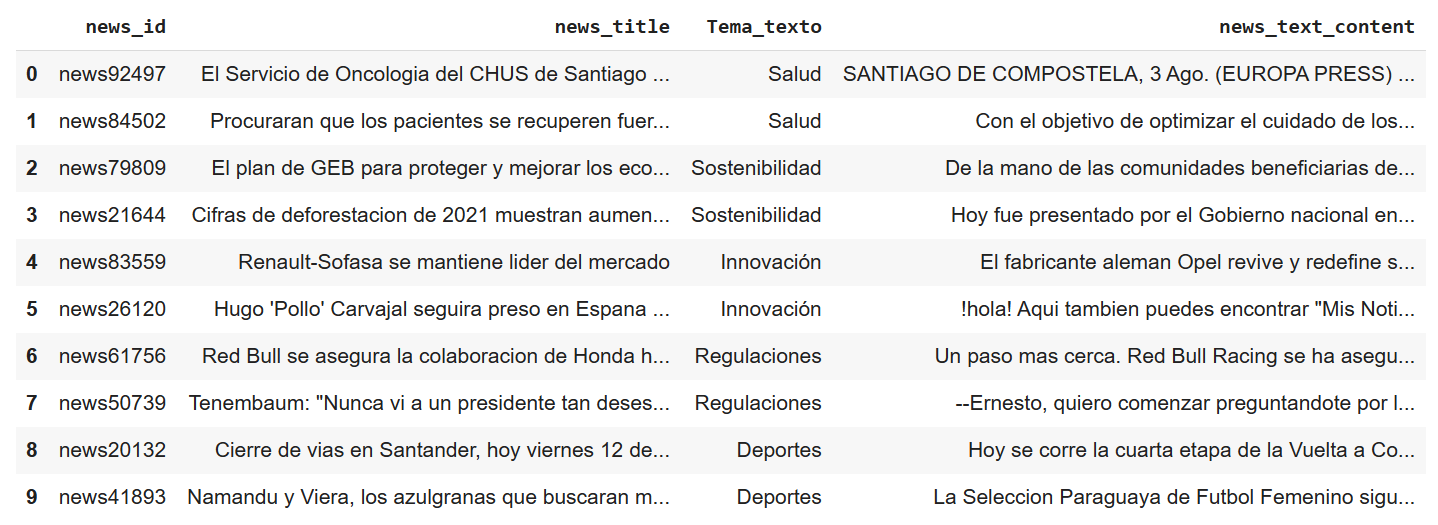 news_id news_title Tema_texto news_text_content
0 news92497 El Servicio de Oncologia del CHUS de Santiago ... Salud SANTIAGO DE COMPOSTELA, 3 Ago. (EUROPA PRESS) ...
1 news84502 Procuraran que los pacientes se recuperen fuer... Salud Con el objetivo de optimizar el cuidado de los...
2 news79809 El plan de GEB para proteger y mejorar los eco... Sostenibilidad De la mano de las comunidades beneficiarias de...
3 news21644 Cifras de deforestacion de 2021 muestran aumen... Sostenibilidad Hoy fue presentado por el Gobierno nacional en...
4 news83559 Renault-Sofasa se mantiene lider del mercado Innovación El fabricante aleman Opel revive y redefine s...
5 news26120 Hugo 'Pollo' Carvajal seguira preso en Espana ... Innovación !hola! Aqui tambien puedes encontrar "Mis Noti...
6 news61756 Red Bull se asegura la colaboracion de Honda h... Regulaciones Un paso mas cerca. Red Bull Racing se ha asegu...
7 news50739 Tenembaum: "Nunca vi a un presidente tan deses... Regulaciones --Ernesto, quiero comenzar preguntandote por l...
8 news20132 Cierre de vias en Santander, hoy viernes 12 de... Deportes Hoy se corre la cuarta etapa de la Vuelta a Co...
9 news41893 Namandu y Viera, los azulgranas que buscaran m... Deportes La Seleccion Paraguaya de Futbol Femenino sigu...